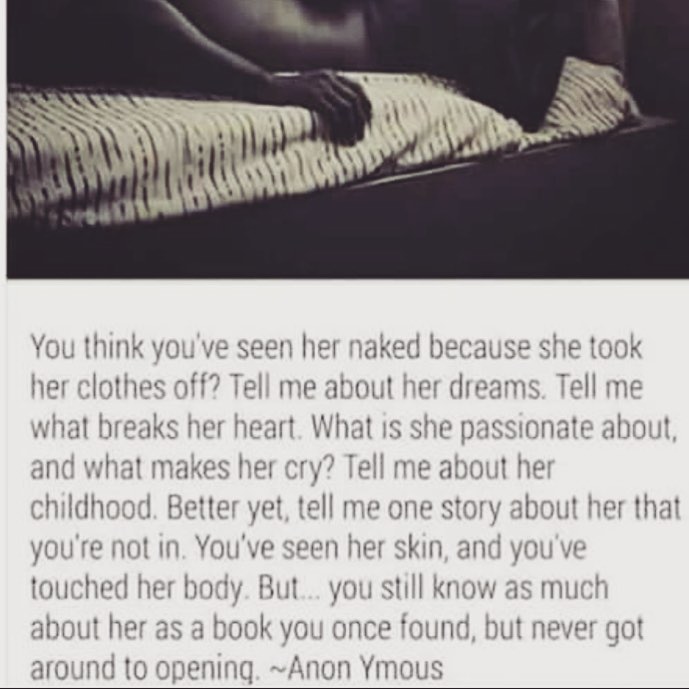 You think you've seen her naked because she took
her clothes off? Tell me about her dreams. Tell me
what breaks her heart. What is she passionate about,
and what makes her cry? Tell me about her
childhood. Better yet, tell me one story about her that
you're not in. You've seen her skin, and you've
touched her body. But... you still know as much
about her as a book you once found, but never got
around to opening. ~Anon Ymous